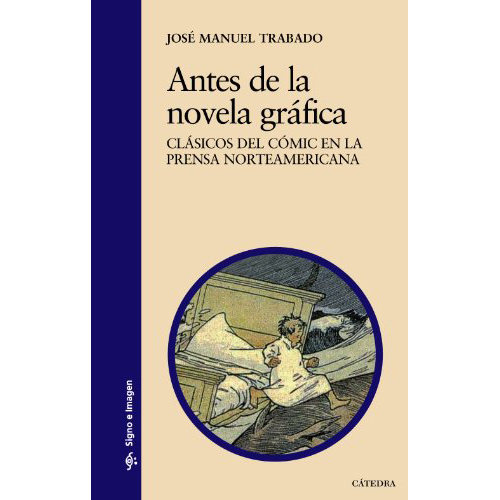 JOSÉ MANUEL TRABADO
Antes de la
novela gráfica
CLÁSICOS DEL CÓMIC EN LA
PRENSA NORTEAMERICANA
Signo e Imagen
CÁTEDRA